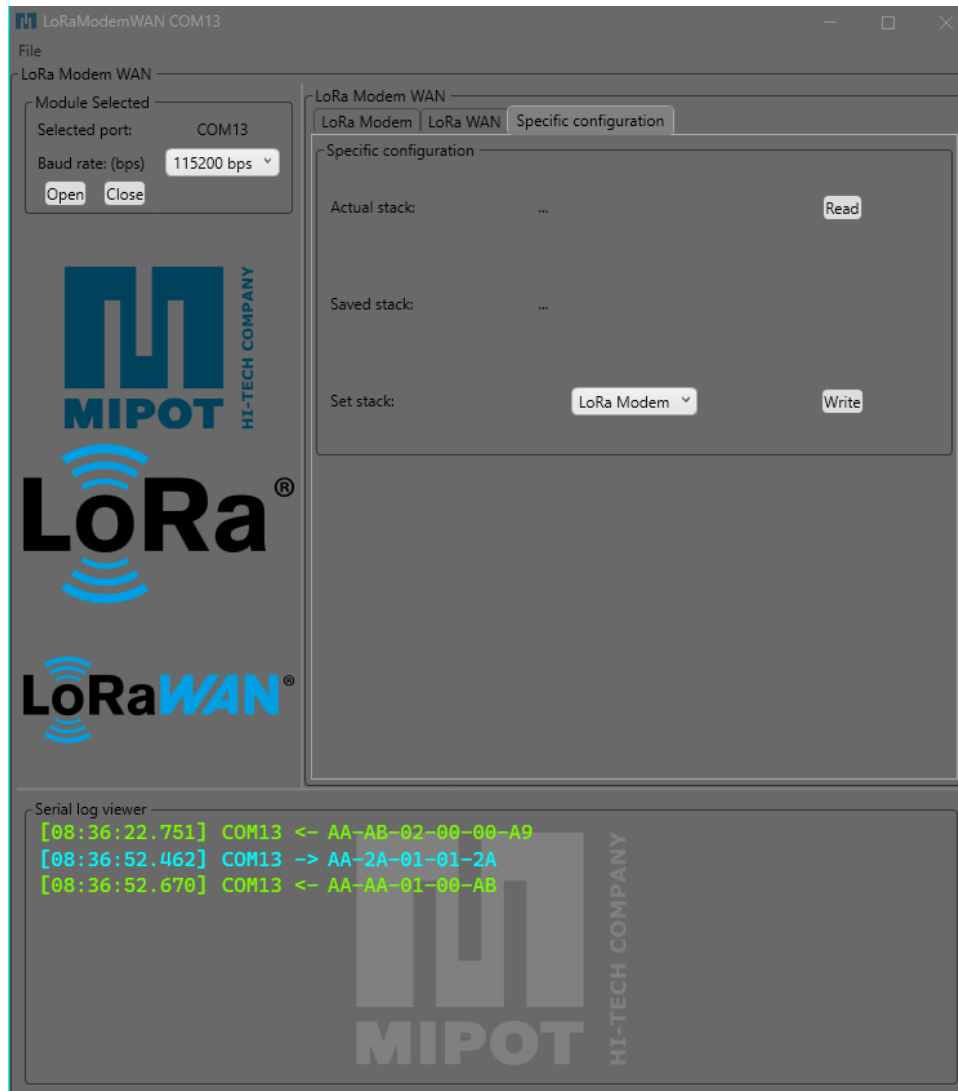 LoRaModemWAN COM13
File
LoRa Modem WAN
Module Selected
Selected port: COM13
Baud rate: (bps) 115200 bps
Open Close
MIPOT
HI-TECH COMPANY
LoRa®
LoRaWAN®
LoRa Modem WAN
LoRa Modem LoRa WAN Specific configuration
Specific configuration
Actual stack: ... Read
Saved stack: ...
Set stack: LoRa Modem Write
Serial log viewer
[08:36:22.751] COM13 <- AA-AB-02-00-00-A9
[08:36:52.462] COM13 -> AA-2A-01-01-2A
[08:36:52.670] COM13 <- AA-AA-01-00-AB
MIPOT
HI-TECH COMPANY